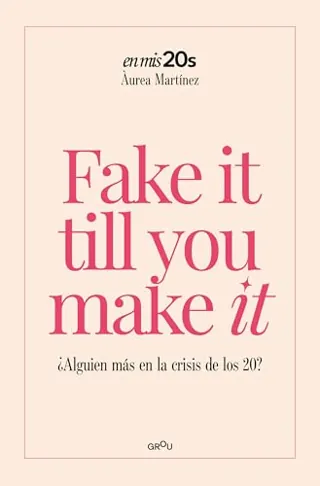 en mis 20s
Àurea Martínez
Fake it
till you
make it
¿Alguien más en la crisis de los 20?
GROU